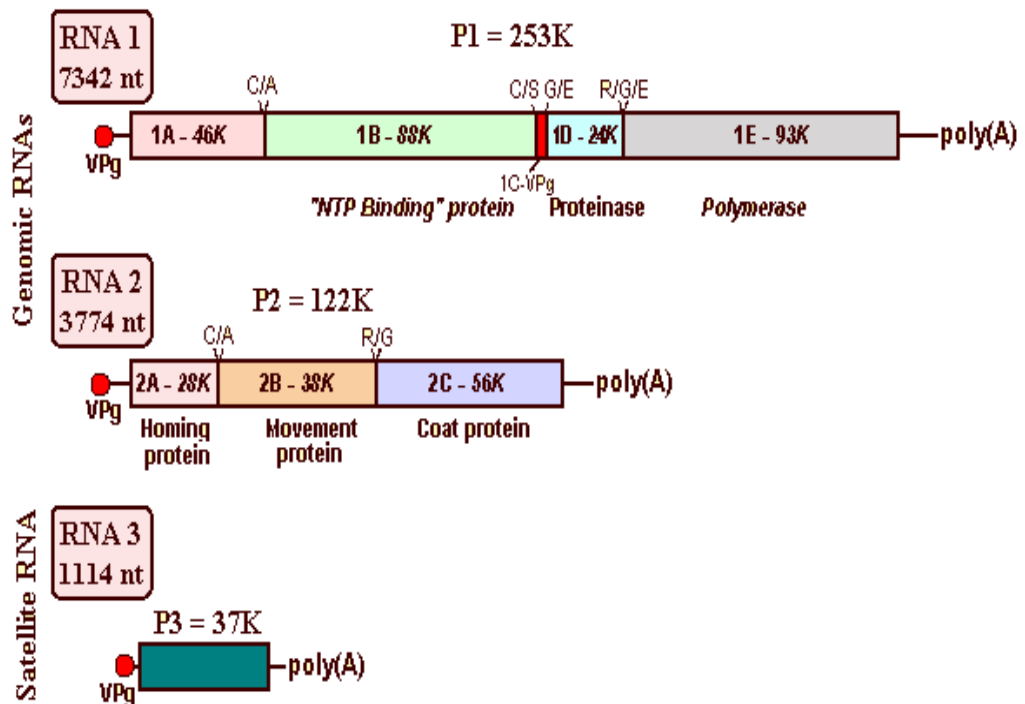 Genomic RNAs
RNA 1
7342 nt
P1 = 253K
C/A
C/S G/E
R/G/E
VPg
1A - 46K
1B - 88K
1D - 24K
1E - 93K
poly(A)
1C-VPg
"NTP Binding" protein
Proteinase
Polymerase
RNA 2
3774 nt
P2 = 122K
C/A
R/G
VPg
2A - 28K
2B - 38K
2C - 56K
poly(A)
Homing
protein
Movement
protein
Coat protein
Satellite RNA
RNA 3
1114 nt
P3 = 37K
VPg
poly(A)